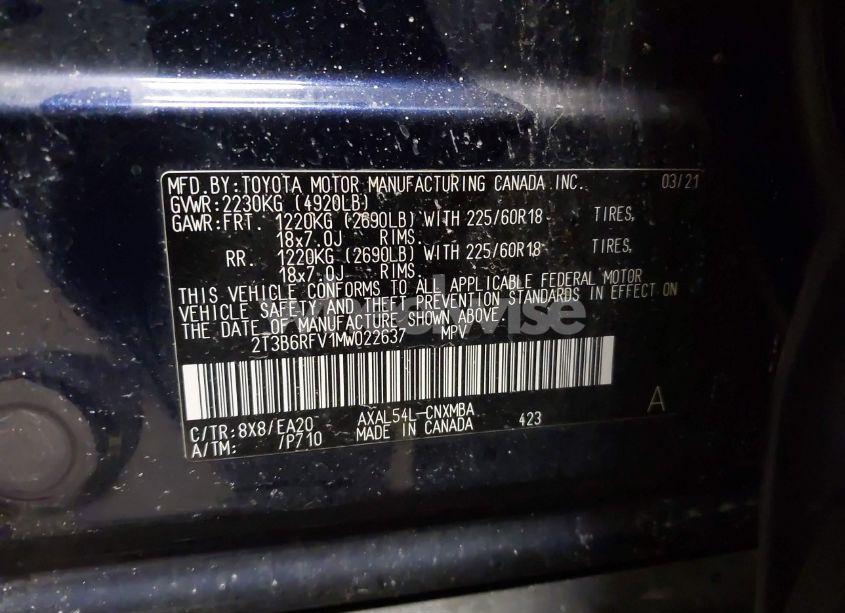 MFD.BY:TOYOTA MOTOR MANUFACTURING CANADA INC. 03/21
GVWR:2230KG (4920LB)
GAWR:FRT. 1220KG (2690LB) WITH 225/60R18 TIRES,
18x7.0J RIMS.
RR. 1220KG (2690LB) WITH 225/60R18 TIRES,
18x7.0J RIMS.
THIS VEHICLE CONFORMS TO ALL APPLICABLE FEDERAL MOTOR
VEHICLE SAFETY AND THEFT PREVENTION STANDARDS IN EFFECT ON
THE DATE OF MANUFACTURE SHOWN ABOVE.
2T3B6RFV1MW022637 MPV
C/TR:8X8/EA20 AXAL54L-CNXMBA 423 A
A/TM: /P710 MADE IN CANADA